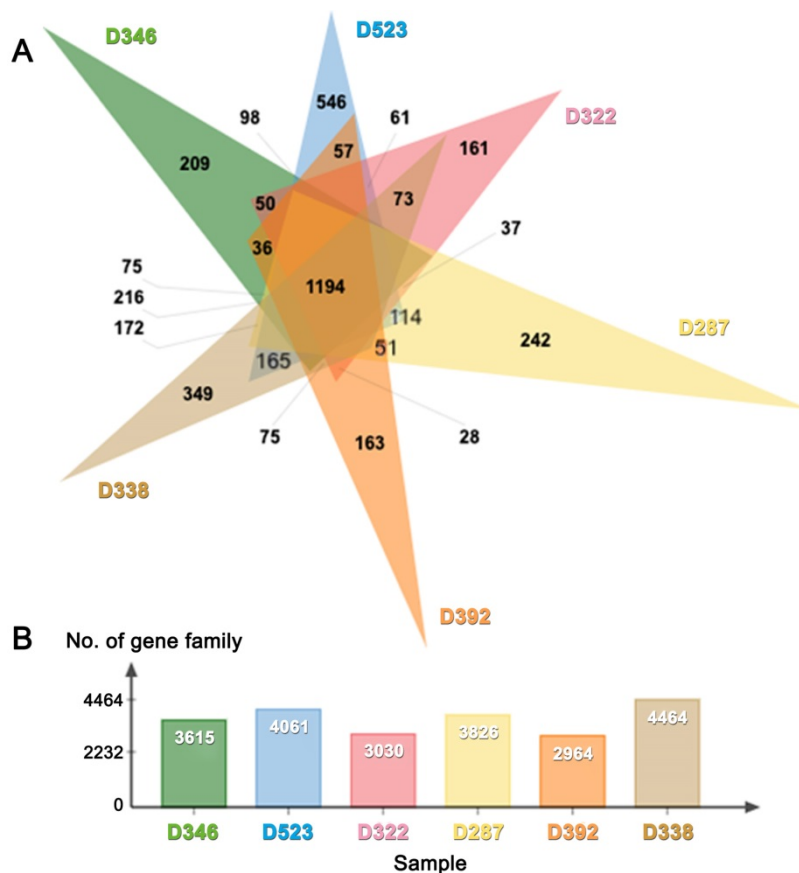 A
D346
D523
D322
546
98
61
57
161
209
73
50
37
36
75
1194
216
114
172
D287
242
51
165
349
75
163
28
D338
D392
B
No. of gene family
4464
2232
0
3615
4061
3030
3826
2964
4464
D346
D523
D322
D287
D392
D338
Sample